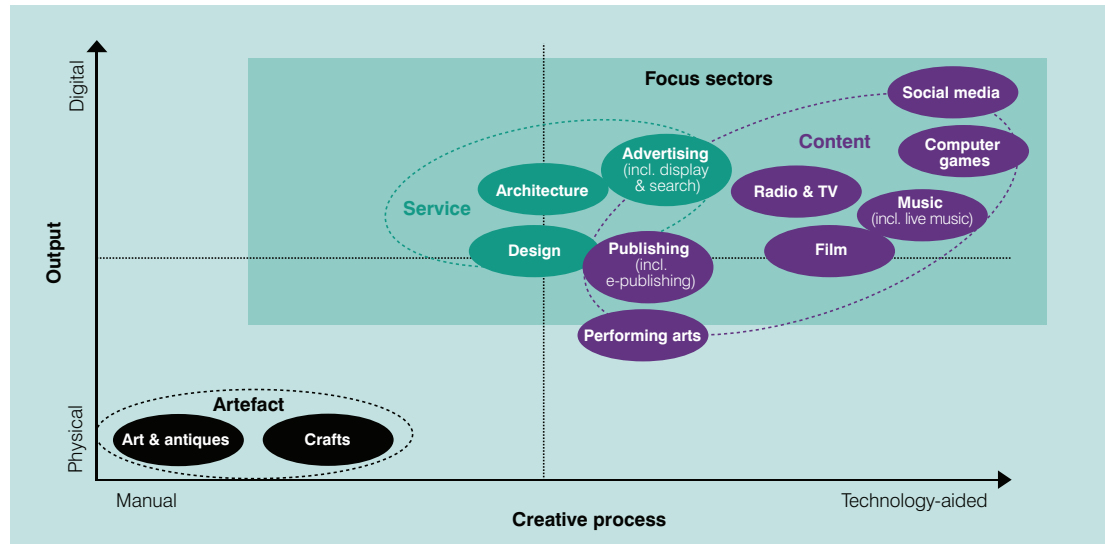 Digital
Output
Physical
Focus sectors
Social media
Content
Computer
games
Advertising
(incl. display
& search)
Architecture
Radio & TV
Service
Music
(incl. live music)
Design
Publishing
(incl.
e-publishing)
Film
Performing arts
Artefact
Art & antiques
Crafts
Manual
Technology-aided
Creative process